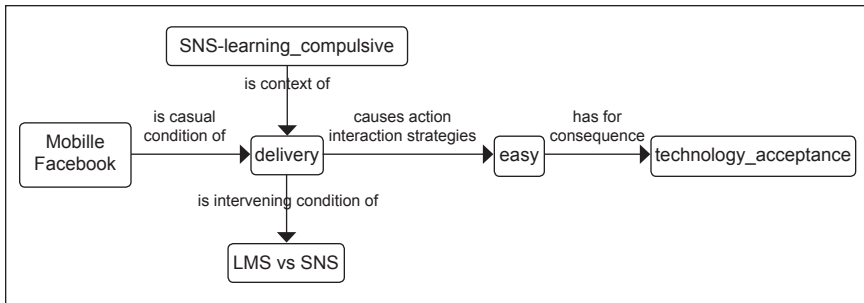 SNS-learning_compulsive
is context of
is casual
condition of
causes action
interaction strategies
has for
consequence
Mobille
Facebook
delivery
easy
technology_acceptance
is intervening condition of
LMS vs SNS